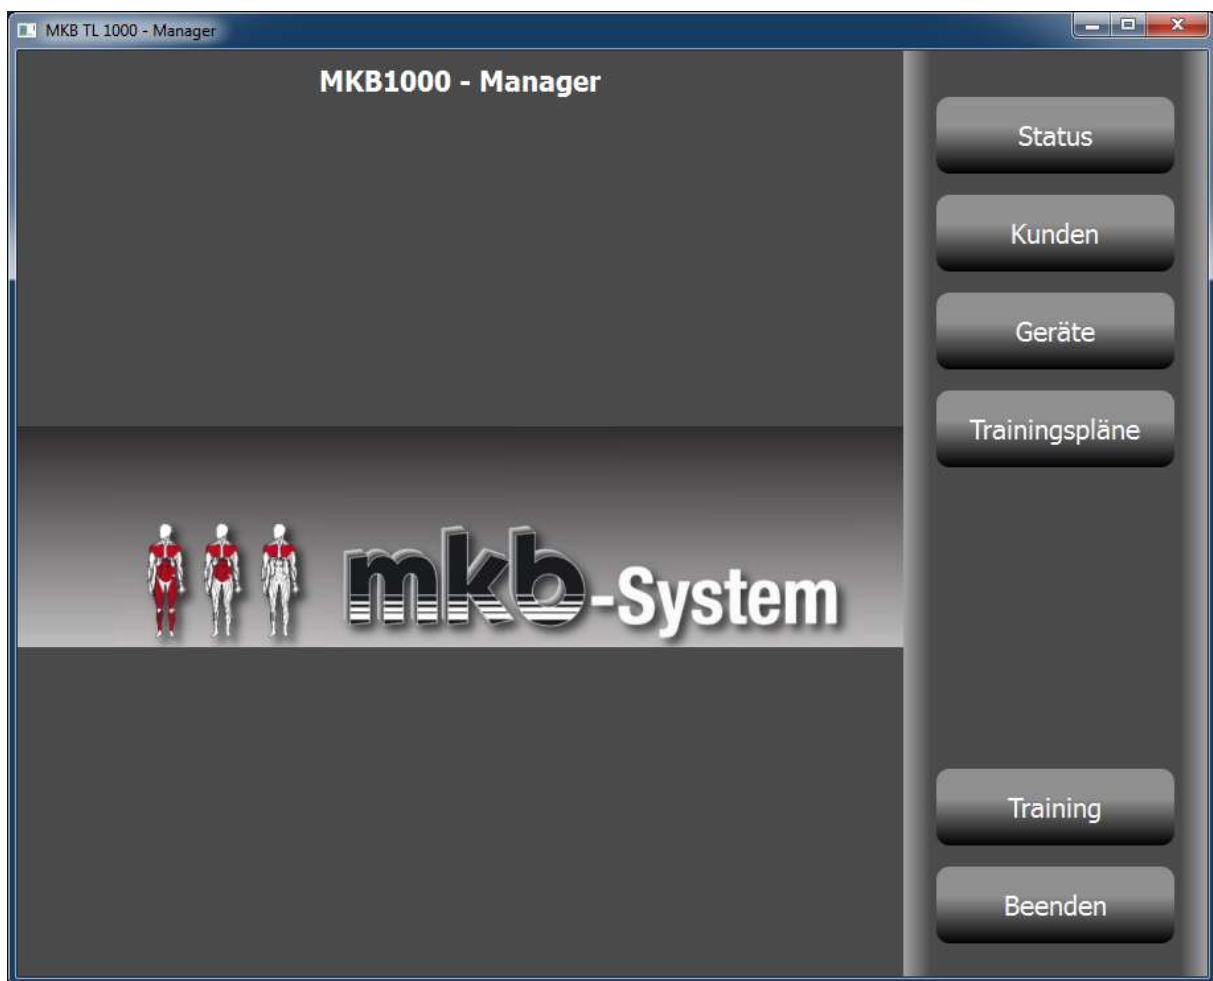 MKB TL 1000 - Manager
MKB1000 - Manager
Status
Kunden
Geräte
Trainingspläne
mkb-System
Training
Beenden